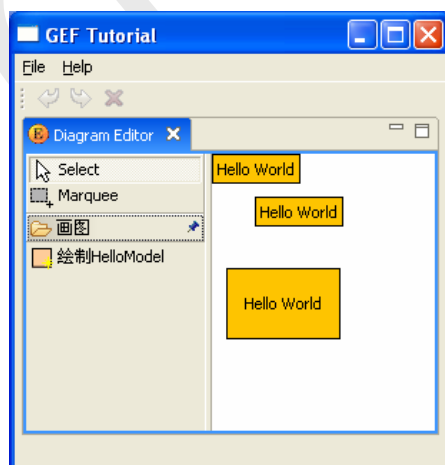 GEF Tutorial
File Help
Diagram Editor
Select
Marquee
画图
绘制HelloModel
Hello World
Hello World
Hello World